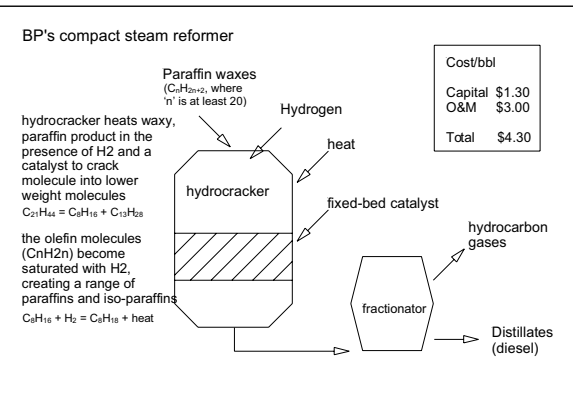 BP's compact steam reformer
Cost/bbl
Capital $1.30
O&M $3.00
Total $4.30
Paraffin waxes
(CₙH₂ₙ₊₂, where
'n' is at least 20)
Hydrogen
heat
hydrocracker heats waxy,
paraffin product in the
presence of H2 and a
catalyst to crack
molecule into lower
weight molecules
C₂₁H₄₄ = C₈H₁₆ + C₁₃H₂₈
hydrocracker
fixed-bed catalyst
the olefin molecules
(CnH2n) become
saturated with H2,
creating a range of
paraffins and iso-paraffins
C₈H₁₆ + H₂ = C₈H₁₈ + heat
hydrocarbon
gases
fractionator
Distillates
(diesel)